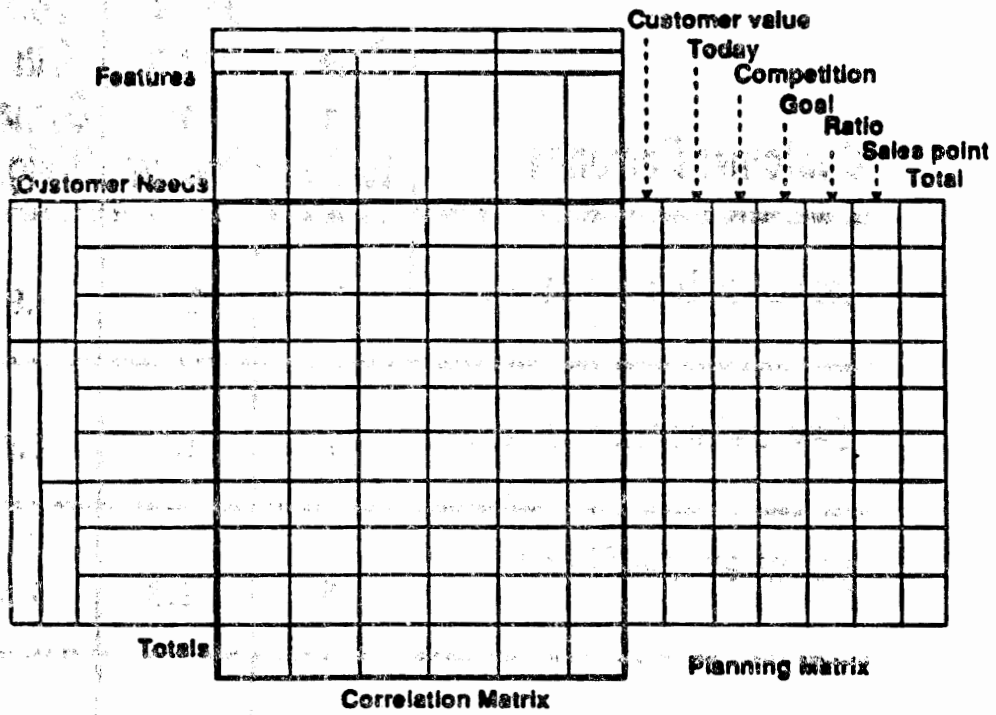 Customer value
Today
Features
Competition
Goal
Ratio
Sales point
Customer Needs
Total
Totals
Planning Matrix
Correlation Matrix